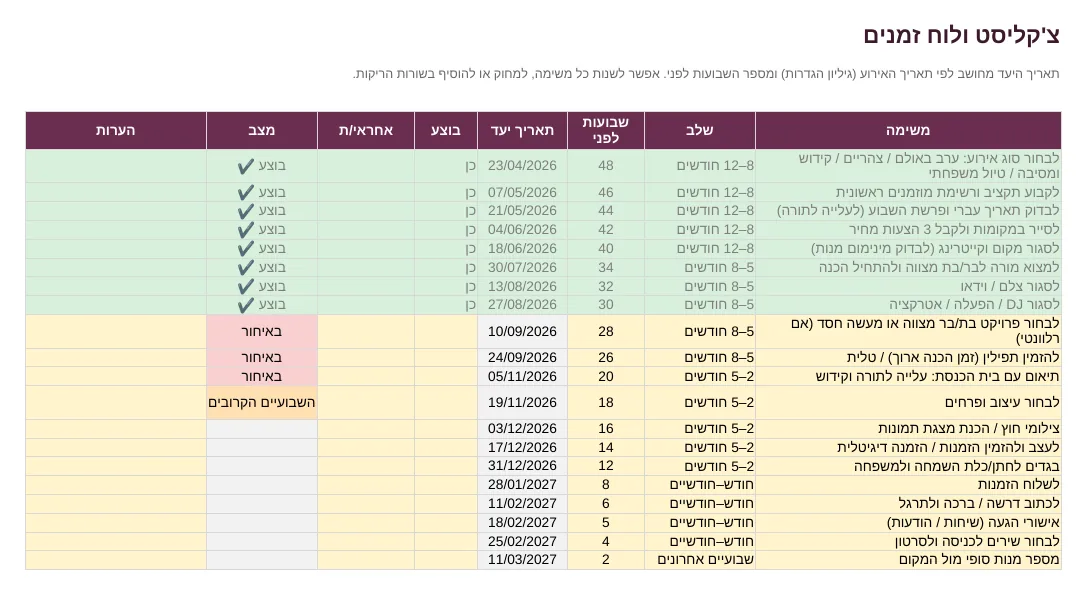 צ'קליסט ולוח זמנים
תאריך היעד מחושב לפי תאריך האירוע (גיליון הגדרות) ומספר השבועות לפני. אפשר לשנות כל משימה, למחוק או להוסיף בשורות הריקות.
משימה שלב שבועות לפני תאריך יעד בוצע אחראי/ת מצב הערות
לבחור סוג אירוע: ערב באולם / צהריים / קידוש
ומסיבה / טיול משפחתי 8–12 חודשים 48 23/04/2026 כן בוצע ✔
לקבוע תקציב ורשימת מוזמנים ראשונית 8–12 חודשים 46 07/05/2026 כן בוצע ✔
לבדוק תאריך עברי ופרשת השבוע (לעלייה לתורה) 8–12 חודשים 44 21/05/2026 כן בוצע ✔
לסייר במקומות ולקבל 3 הצעות מחיר 8–12 חודשים 42 04/06/2026 כן בוצע ✔
לסגור מקום וקייטרינג (לבדוק מינימום מנות) 8–12 חודשים 40 18/06/2026 כן בוצע ✔
למצוא מורה לבר/בת מצווה ולהתחיל הכנה 5–8 חודשים 34 30/07/2026 כן בוצע ✔
לסגור צלם / וידאו 5–8 חודשים 32 13/08/2026 כן בוצע ✔
לסגור DJ / הפעלה / אטרקציה 5–8 חודשים 30 27/08/2026 כן בוצע ✔
לבחור פרויקט בת/בר מצווה או מעשה חסד (אם
רלוונטי) 5–8 חודשים 28 10/09/2026 באיחור
להזמין תפילין (זמן הכנה ארוך) / טלית 5–8 חודשים 26 24/09/2026 באיחור
תיאום עם בית הכנסת: עלייה לתורה וקידוש 2–5 חודשים 20 05/11/2026 באיחור
לבחור עיצוב ופרחים 2–5 חודשים 18 19/11/2026 השבועיים הקרובים
צילומי חוץ / הכנת מצגת תמונות 2–5 חודשים 16 03/12/2026
לעצב ולהזמין הזמנות / הזמנה דיגיטלית 2–5 חודשים 14 17/12/2026
בגדים לחתן/כלת השמחה ולמשפחה 2–5 חודשים 12 31/12/2026
לשלוח הזמנות חודש–חודשיים 8 28/01/2027
לכתוב דרשה / ברכה ולתרגל חודש–חודשיים 6 11/02/2027
אישורי הגעה (שיחות / הודעות) חודש–חודשיים 5 18/02/2027
לבחור שירים לכניסה ולסרטון חודש–חודשיים 4 25/02/2027
מספר מנות סופי מול המקום שבועיים אחרונים 2 11/03/2027